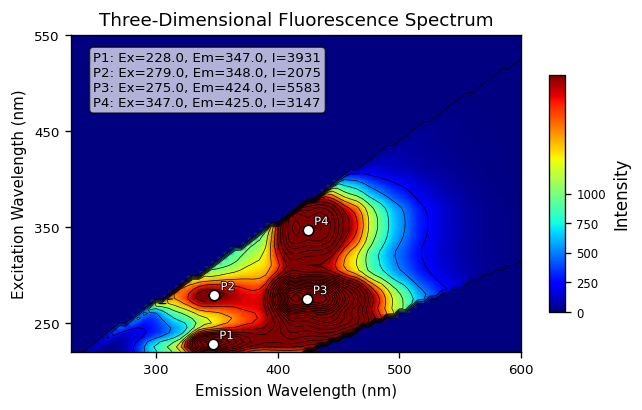 Three-Dimensional Fluorescence Spectrum
P1: Ex=228.0, Em=347.0, I=3931
P2: Ex=279.0, Em=348.0, I=2075
P3: Ex=275.0, Em=424.0, I=5583
P4: Ex=347.0, Em=425.0, I=3147
550
450
350
250
Excitation Wavelength (nm)
P4
P2
P3
P1
300
400
500
600
Emission Wavelength (nm)
1000
750
500
250
0
Intensity